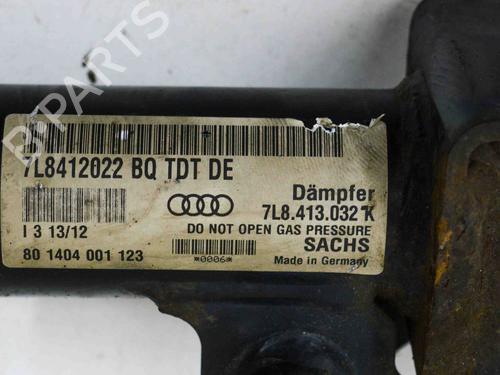 BIPARTS
7L8412022 BQ TDT DE
Dämpfer
7L8.413.032 K
I 3 13/12
DO NOT OPEN GAS PRESSURE
SACHS
80 1404 001 123
*0006*
Made in Germany